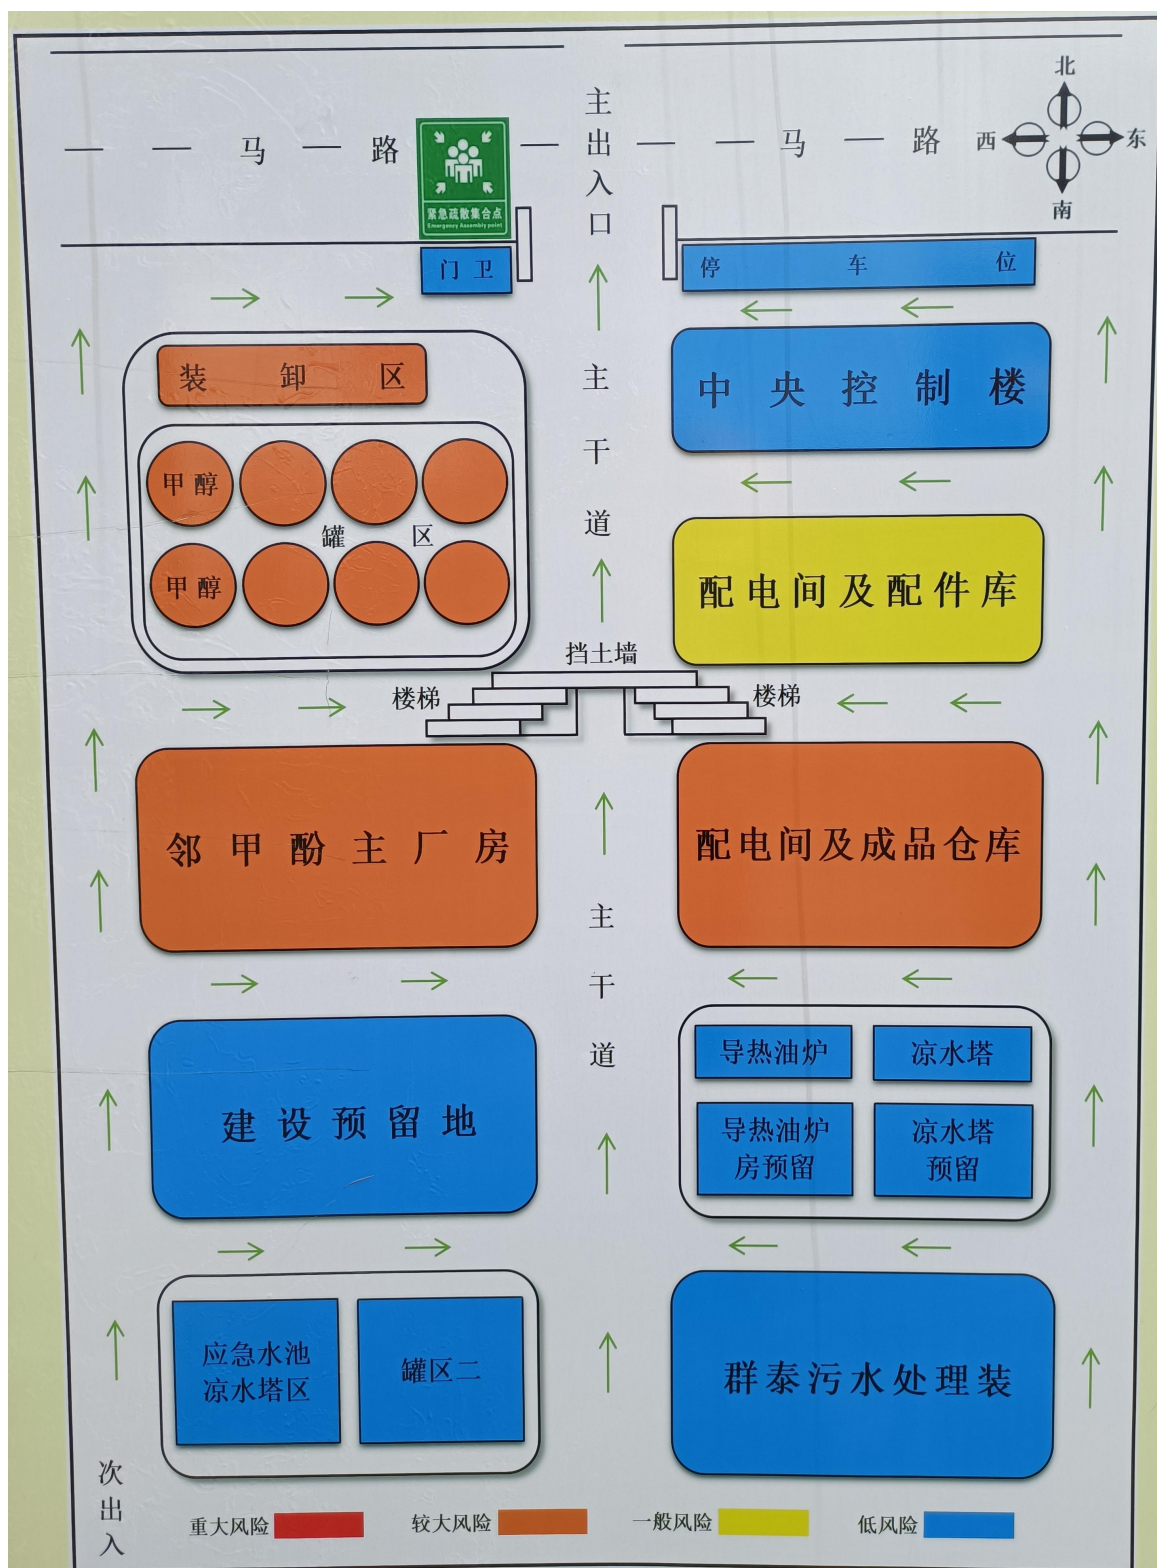 北
西 东
南
马 路
主出入口
马 路
紧急疏散集合点
Emergency Assembly point
门卫
停车位
装卸区
中央控制楼
主干道
甲醇
罐区
甲醇
配电间及配件库
挡土墙
楼梯
楼梯
邻甲酚主厂房
配电间及成品仓库
主干道
建设预留地
导热油炉
凉水塔
导热油炉
房预留
凉水塔
预留
应急水池
凉水塔区
罐区二
群泰污水处理装
次出入
重大风险
较大风险
一般风险
低风险